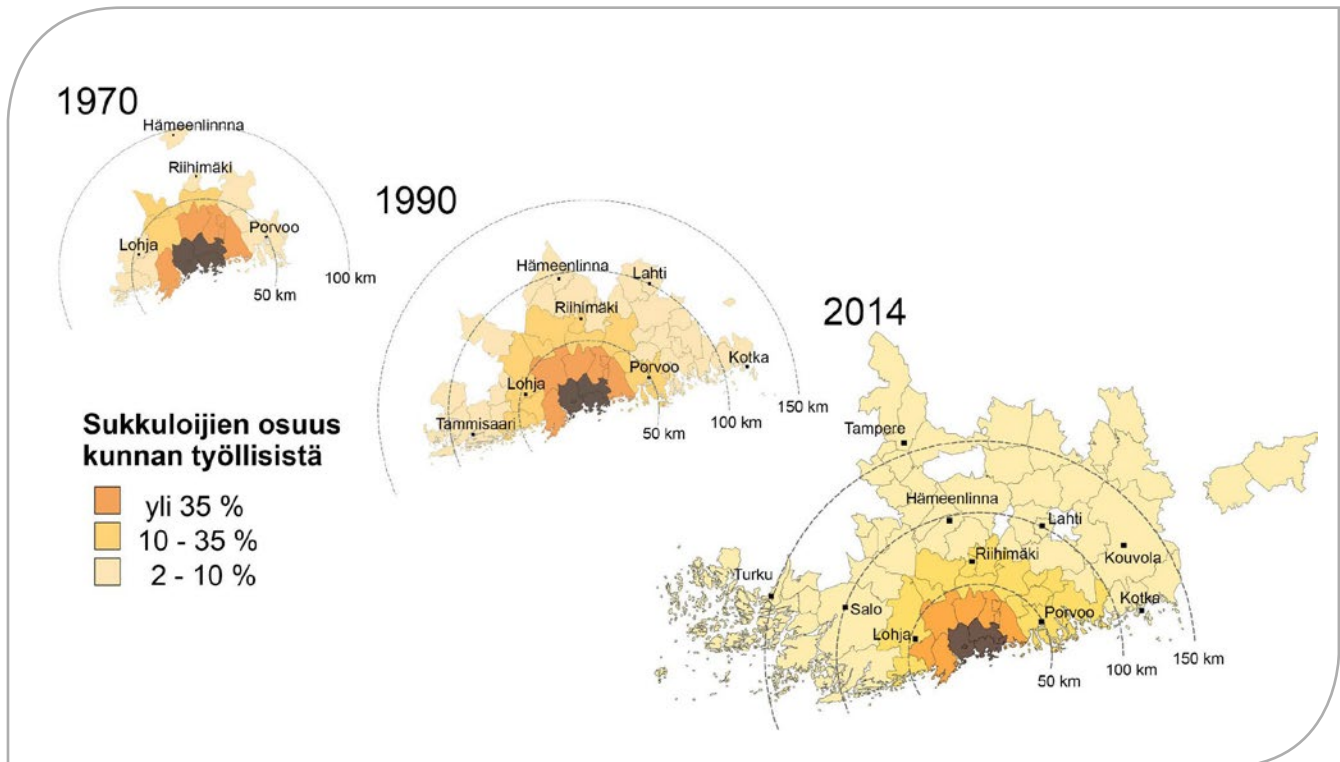 1970
Hämeenlinnna
Riihimäki
Porvoo
Lohja
100 km
50 km
1990
Hämeenlinna
Lahti
Riihimäki
Kotka
Porvoo
Lohja
Tammisaari
50 km
100 km
150 km
2014
Tampere
Hämeenlinna
Lahti
Kouvola
Riihimäki
Turku
Salo
Kotka
Porvoo
Lohja
50 km
100 km
150 km
Sukkuloijien osuus
kunnan työllisistä
yli 35 %
10 - 35 %
2 - 10 %